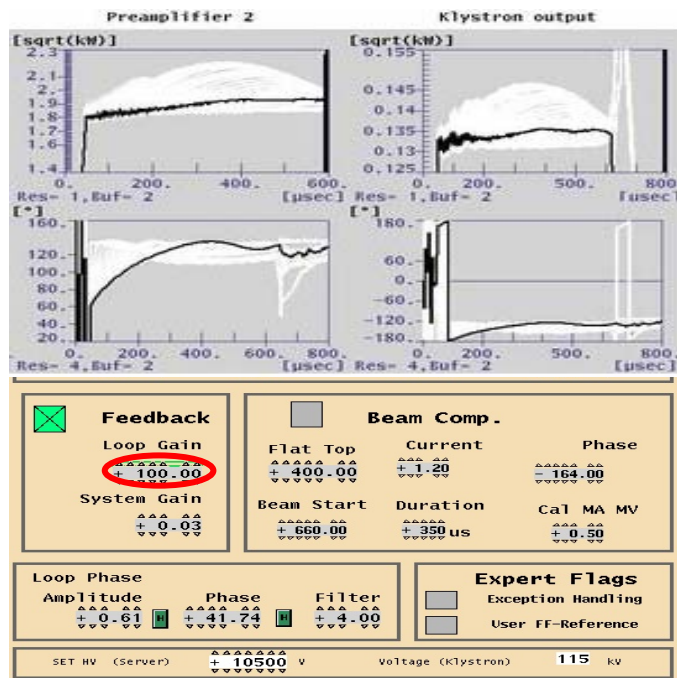 Preamplifier 2 Klystron output
[sqrt(kW)] [sqrt(kW)]
2.3 0.155
2.1 0.145
1.9 0.14
1.8 0.135
1.7
1.6
1.4 0.125
0. 200. 400. 600. 0. 500. 800
Res- 1,Buf- 2 [µsec] Res- 1,Buf- 2 [µsec]
[°] [°]
160. 180.
120. 60.
100. 0.
80. -60.
60.
40. -120.
20. -180.
0. 200. 400. 600. 800. 0. 200. 500. 800.
Res- 4,Buf- 2 [µsec] Res- 4,Buf- 2 [µsec]
Feedback
Loop Gain
+ 100.00
System Gain
+ 0.03
Beam Comp.
Flat Top Current Phase
+ 400.00 + 1.20 - 164.00
Beam Start Duration Cal MA MV
+ 660.00 + 350 us + 0.50
Loop Phase
Amplitude Phase Filter
+ 0.61 H + 41.74 H + 4.00
Expert Flags
Exception Handling
User FF-Reference
SET HV (Server) + 10500 V Voltage (Klystron) 115 kV